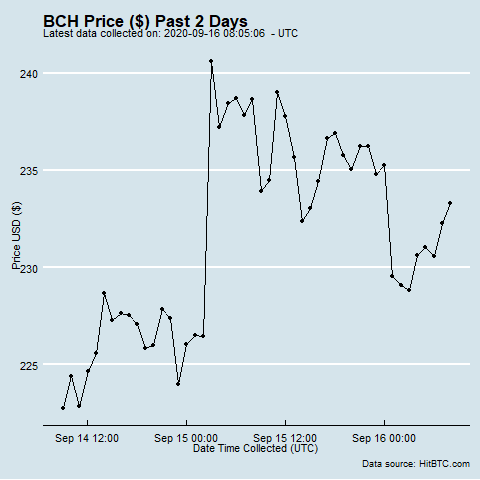 BCH Price ($) Past 2 Days
Latest data collected on: 2020-09-16 08:05:06 - UTC
240
235
230
225
Price USD ($)
Sep 14 12:00
Sep 15 00:00
Sep 15 12:00
Sep 16 00:00
Date Time Collected (UTC)
Data source: HitBTC.com